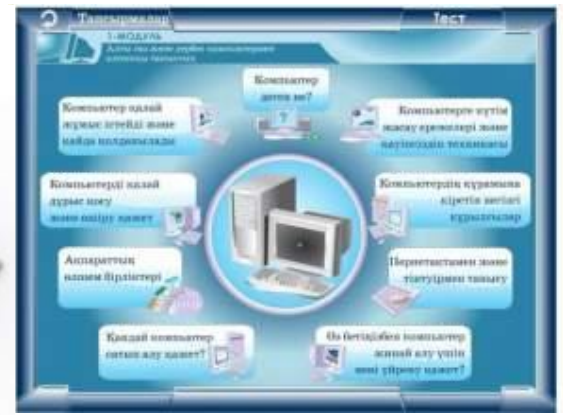 Тапсырмалар
Тест
1-МОДУЛЬ
Компьютер
деген не?
Компьютер қалай
жұмыс істейді және
қайда қолданылады
Компьютерге күтім
жасау ережелері және
қауіпсіздік техникасы
Компьютерді қалай
дұрыс қосу
және өшіру қажет
Компьютердің құрамына
кіретін негізгі
құрылғылар
Аппараттық
өлшем бірліктері
Пернетақтамен және
тінтуірмен танысу
Қандай компьютер
сатып алу қажет?
Өз бетіңізбен компьютер
жинай алу үшін
нені үйрену қажет?